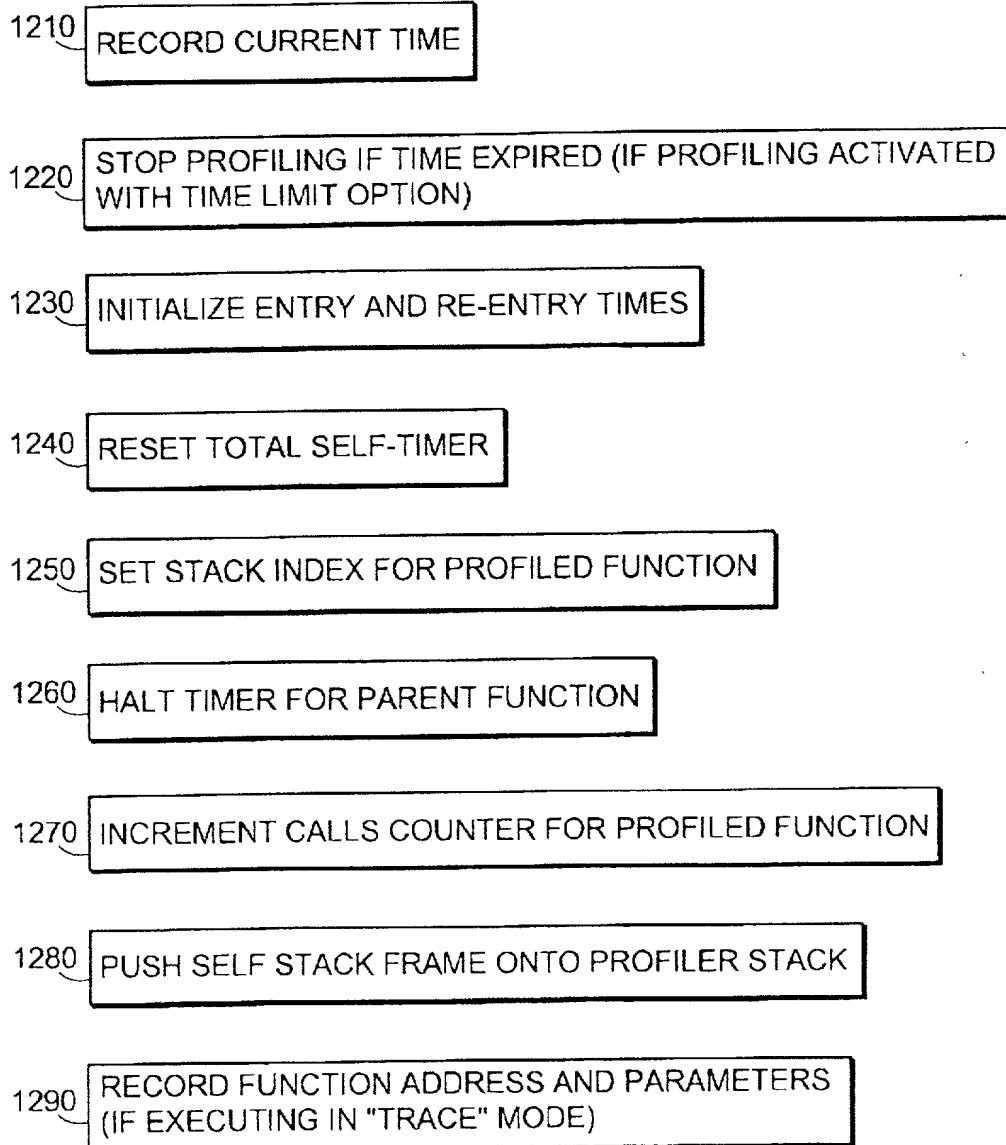 1210 RECORD CURRENT TIME
1220 STOP PROFILING IF TIME EXPIRED (IF PROFILING ACTIVATED
WITH TIME LIMIT OPTION)
1230 INITIALIZE ENTRY AND RE-ENTRY TIMES
1240 RESET TOTAL SELF-TIMER
1250 SET STACK INDEX FOR PROFILED FUNCTION
1260 HALT TIMER FOR PARENT FUNCTION
1270 INCREMENT CALLS COUNTER FOR PROFILED FUNCTION
1280 PUSH SELF STACK FRAME ONTO PROFILER STACK
1290 RECORD FUNCTION ADDRESS AND PARAMETERS
(IF EXECUTING IN "TRACE" MODE)